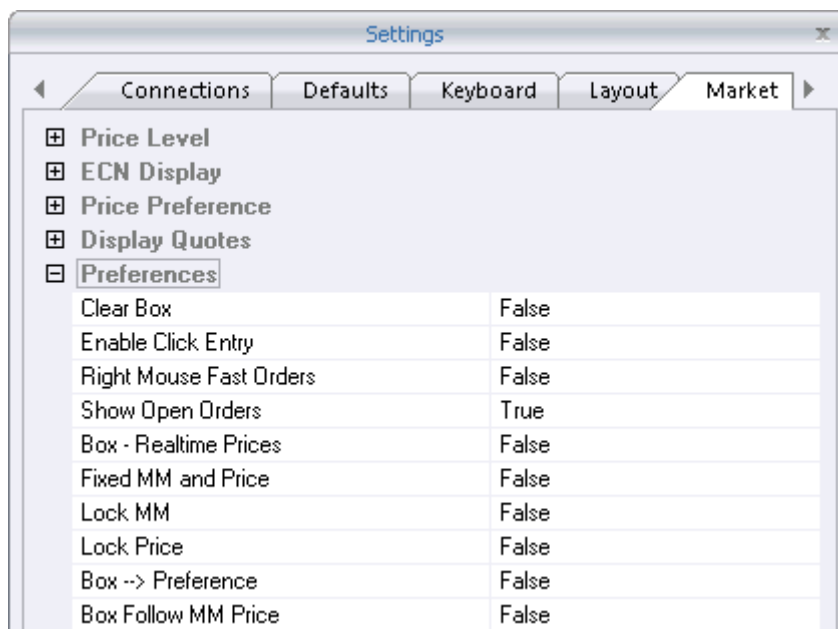 Settings
Connections Defaults Keyboard Layout Market
Price Level
ECN Display
Price Preference
Display Quotes
Preferences
Clear Box False
Enable Click Entry False
Right Mouse Fast Orders False
Show Open Orders True
Box - Realtime Prices False
Fixed MM and Price False
Lock MM False
Lock Price False
Box --> Preference False
Box Follow MM Price False